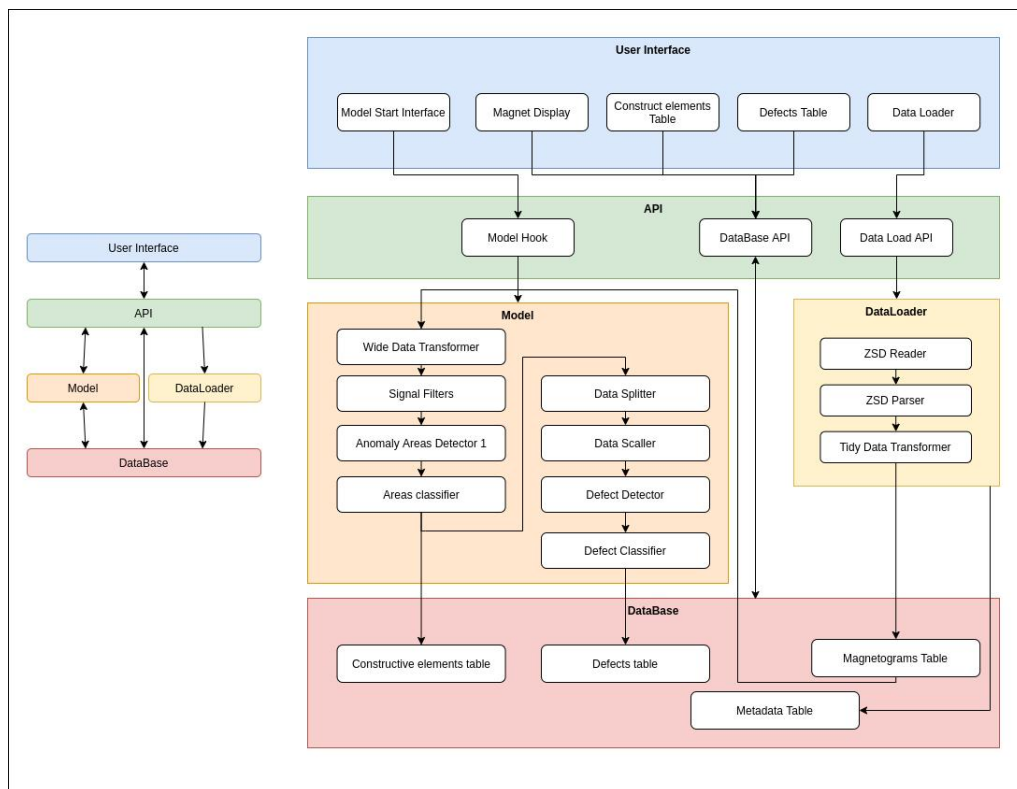 User Interface
Model Start Interface
Magnet Display
Construct elements
Table
Defects Table
Data Loader
API
Model Hook
DataBase API
Data Load API
User Interface
API
Model
DataLoader
DataBase
Model
Wide Data Transformer
Signal Filters
Anomaly Areas Detector 1
Areas classifier
Data Splitter
Data Scaller
Defect Detector
Defect Classifier
DataLoader
ZSD Reader
ZSD Parser
Tidy Data Transformer
DataBase
Constructive elements table
Defects table
Magnetograms Table
Metadata Table